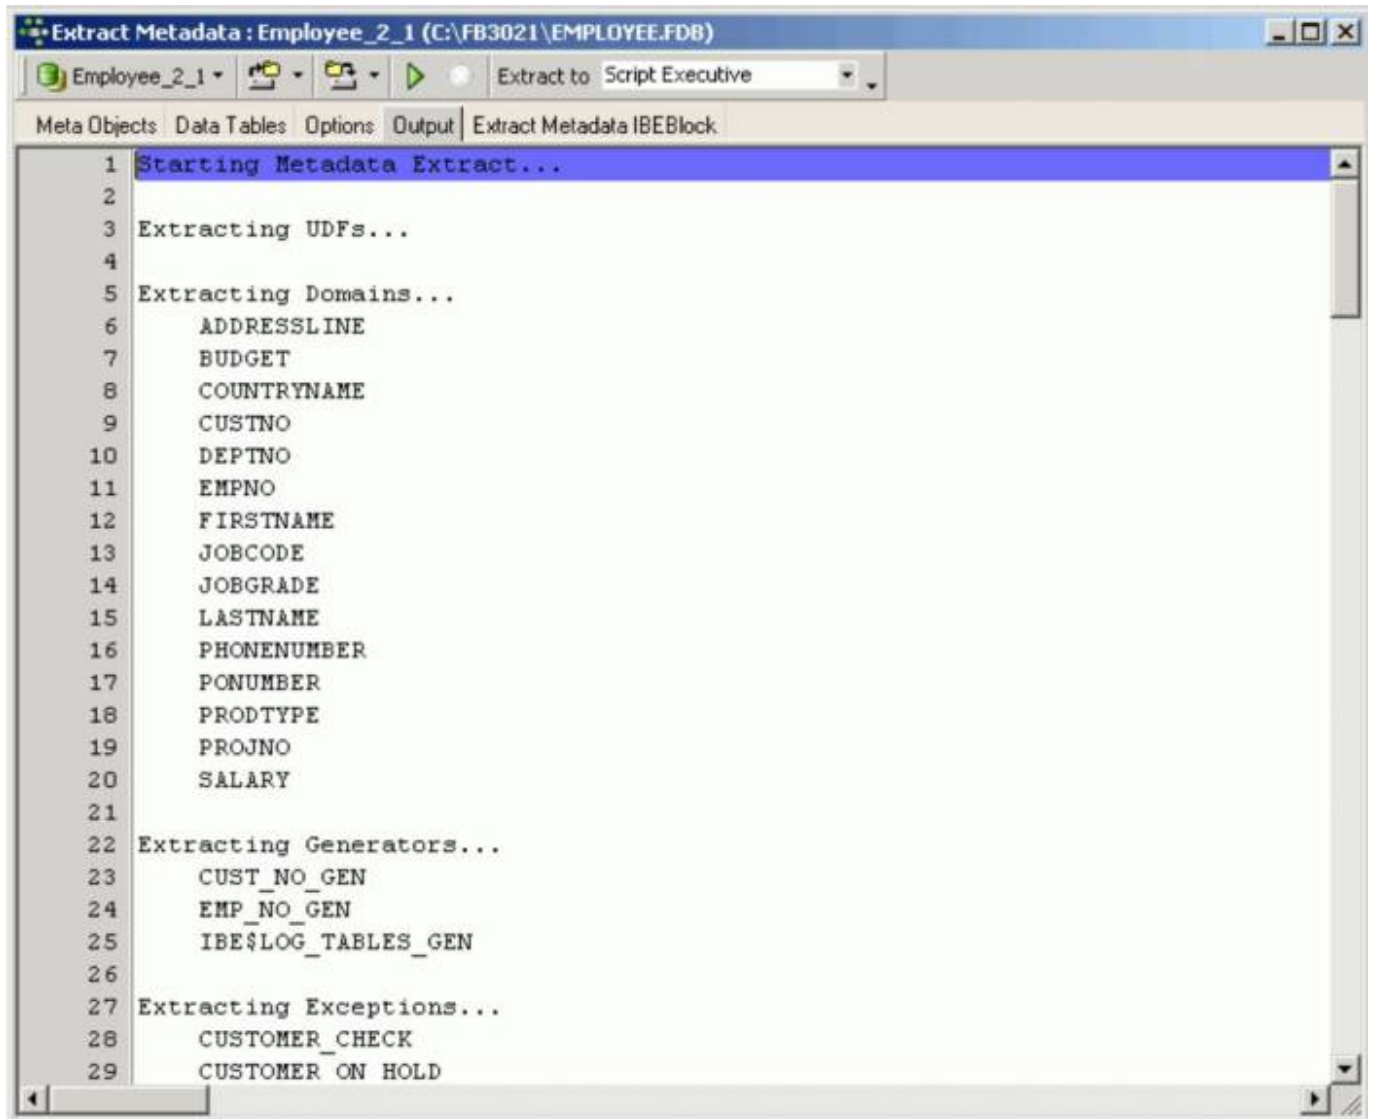 Extract Metadata : Employee_2_1 (C:\FB3021\EMPLOYEE.FDB)
Employee_2_1 Extract to Script Executive
Meta Objects Data Tables Options Output Extract Metadata IBEBlock
1 Starting Metadata Extract...
2
3 Extracting UDFs...
4
5 Extracting Domains...
6 ADDRESSLINE
7 BUDGET
8 COUNTRYNAME
9 CUSTNO
10 DEPTNO
11 EMPNO
12 FIRSTNAME
13 JOBCODE
14 JOBGRADE
15 LASTNAME
16 PHONENUMBER
17 PONUMBER
18 PRODTYPE
19 PROJNO
20 SALARY
21
22 Extracting Generators...
23 CUST_NO_GEN
24 EMP_NO_GEN
25 IBE$LOG_TABLES_GEN
26
27 Extracting Exceptions...
28 CUSTOMER_CHECK
29 CUSTOMER ON HOLD